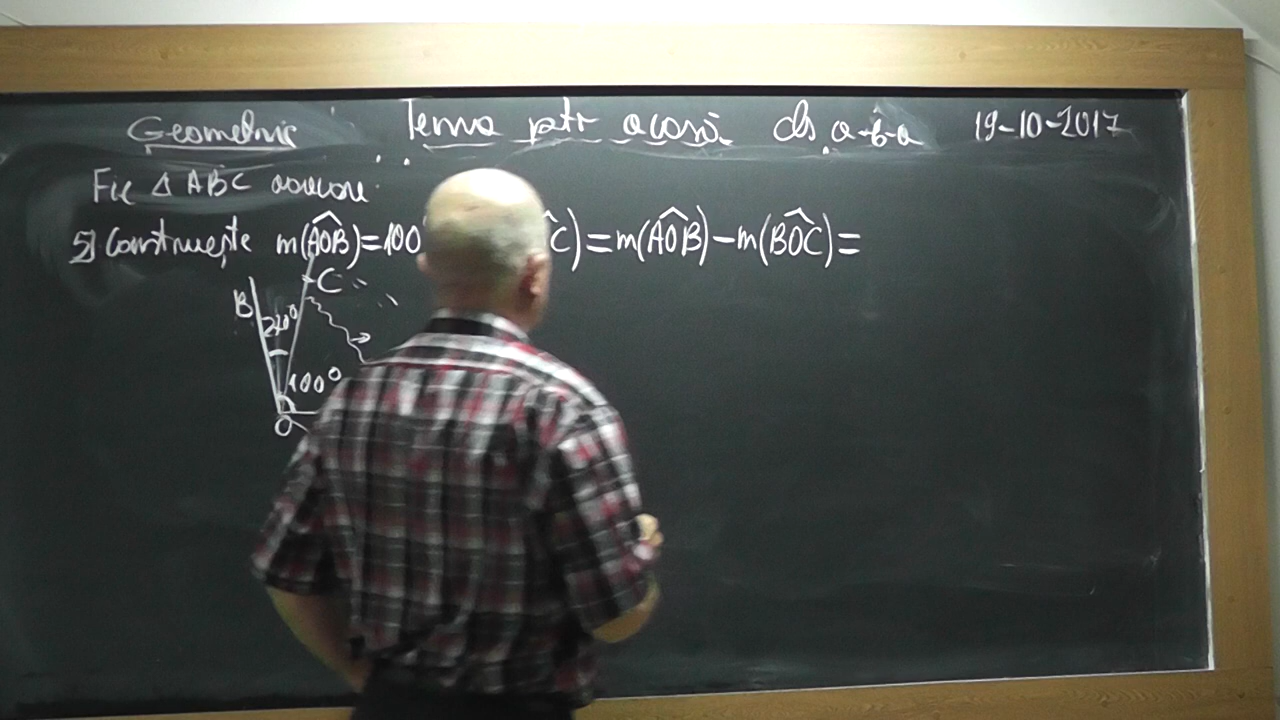 Geometrie Tema ptr acasă cls a-6-a 19-10-2017
Fie △ ABC oarecare.
5] Construiește m(AÔB)=100 C)=m(AÔB)-m(BÔC)=
C
B
20°
100°
O